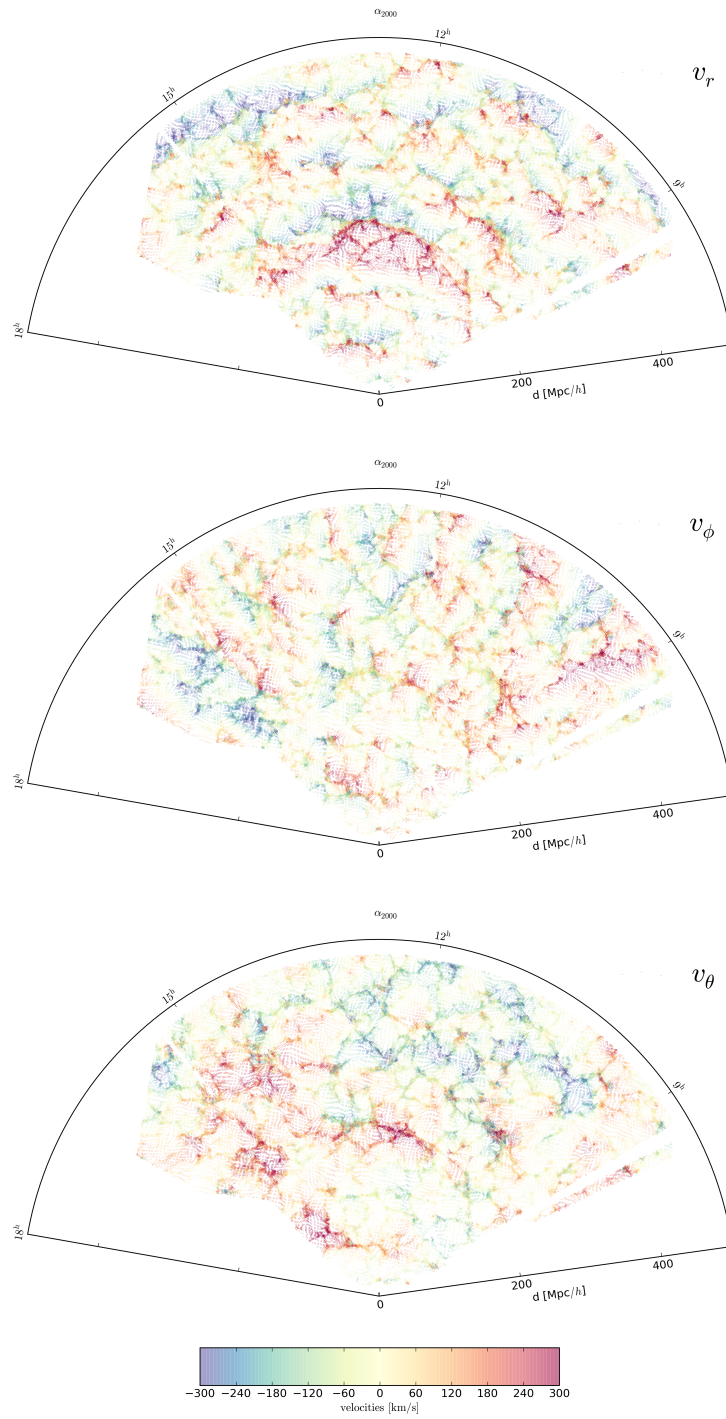 α2000
12h
vr
15h
9h
18h
400
200
d [Mpc/h]
0
α2000
12h
vϕ
15h
9h
18h
400
200
d [Mpc/h]
0
α2000
12h
vθ
15h
9h
18h
400
200
d [Mpc/h]
0
−300 −240 −180 −120 −60 0 60 120 180 240 300
velocities [km/s]